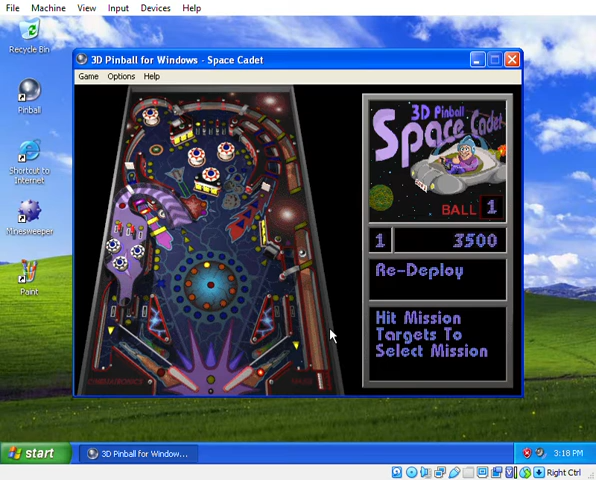 File Machine View Input Devices Help
Recycle Bin
Pinball
Shortcut to
Internet
Minesweeper
Paint
3D Pinball for Windows - Space Cadet
Game Options Help
3D Pinball
Space Cadet
BALL 1
1 3500
Re-Deploy
Hit Mission
Targets To
Select Mission
start
3D Pinball for Window...
3:18 PM
Right Ctrl